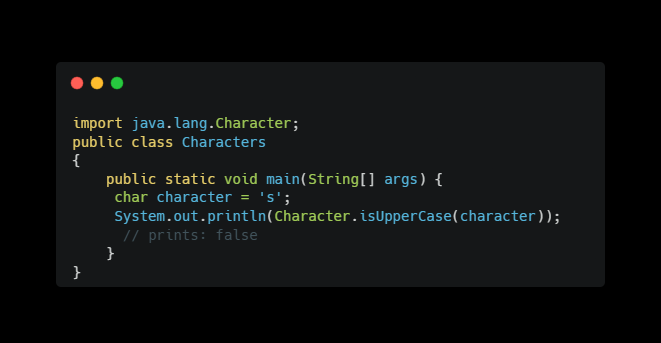 import java.lang.Character;
public class Characters
{
    public static void main(String[] args) {
     char character = 's';
     System.out.println(Character.isUpperCase(character));
      // prints: false
    }
}